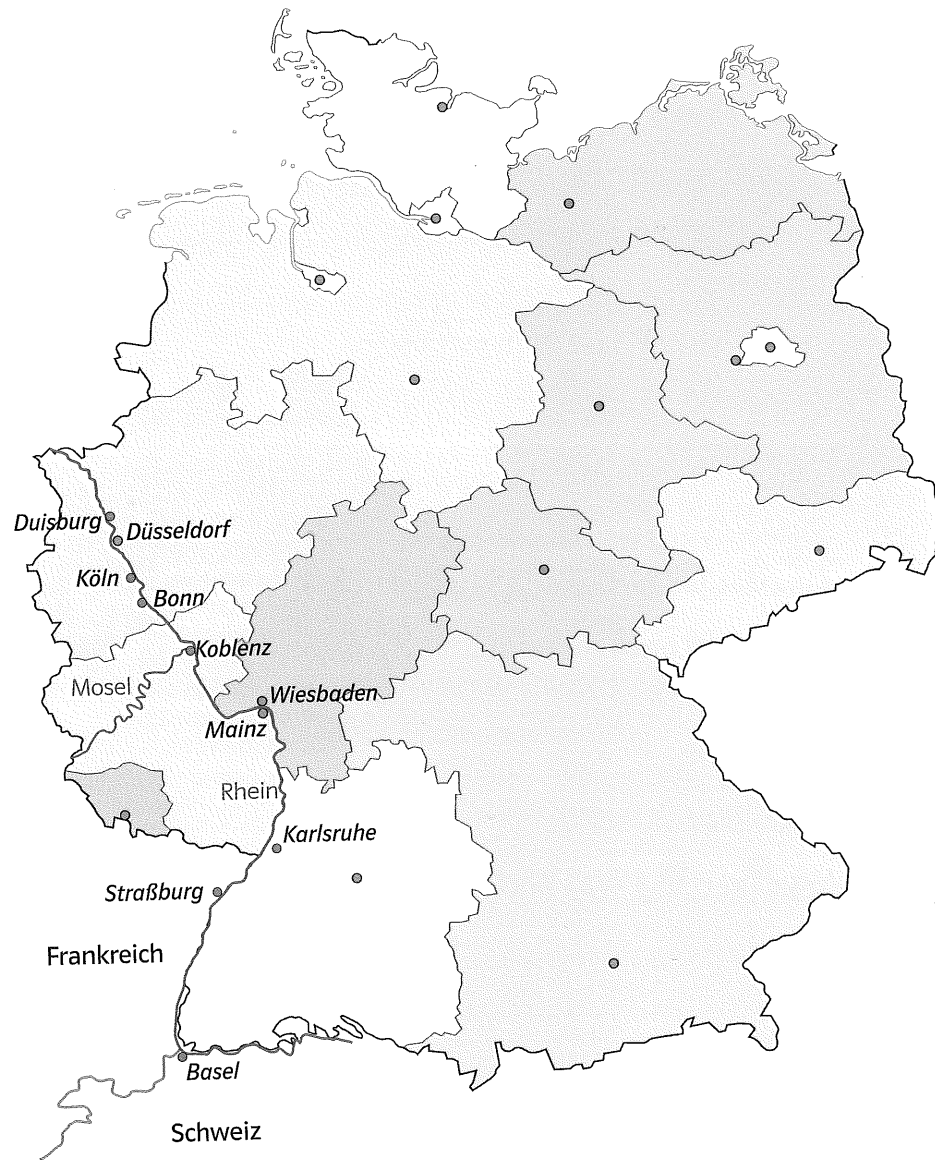 Duisburg
Düsseldorf
Köln
Bonn
Koblenz
Mosel
Wiesbaden
Mainz
Rhein
Karlsruhe
Straßburg
Frankreich
Basel
Schweiz